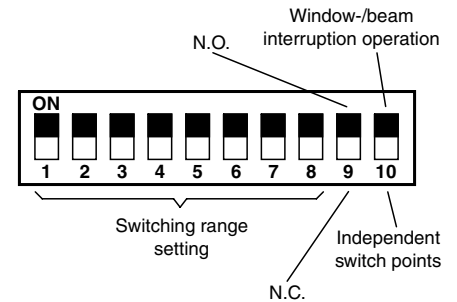 Window-/beam
interruption operation
N.O.
ON
1 2 3 4 5 6 7 8 9 10
Switching range
setting
Independent
switch points
N.C.